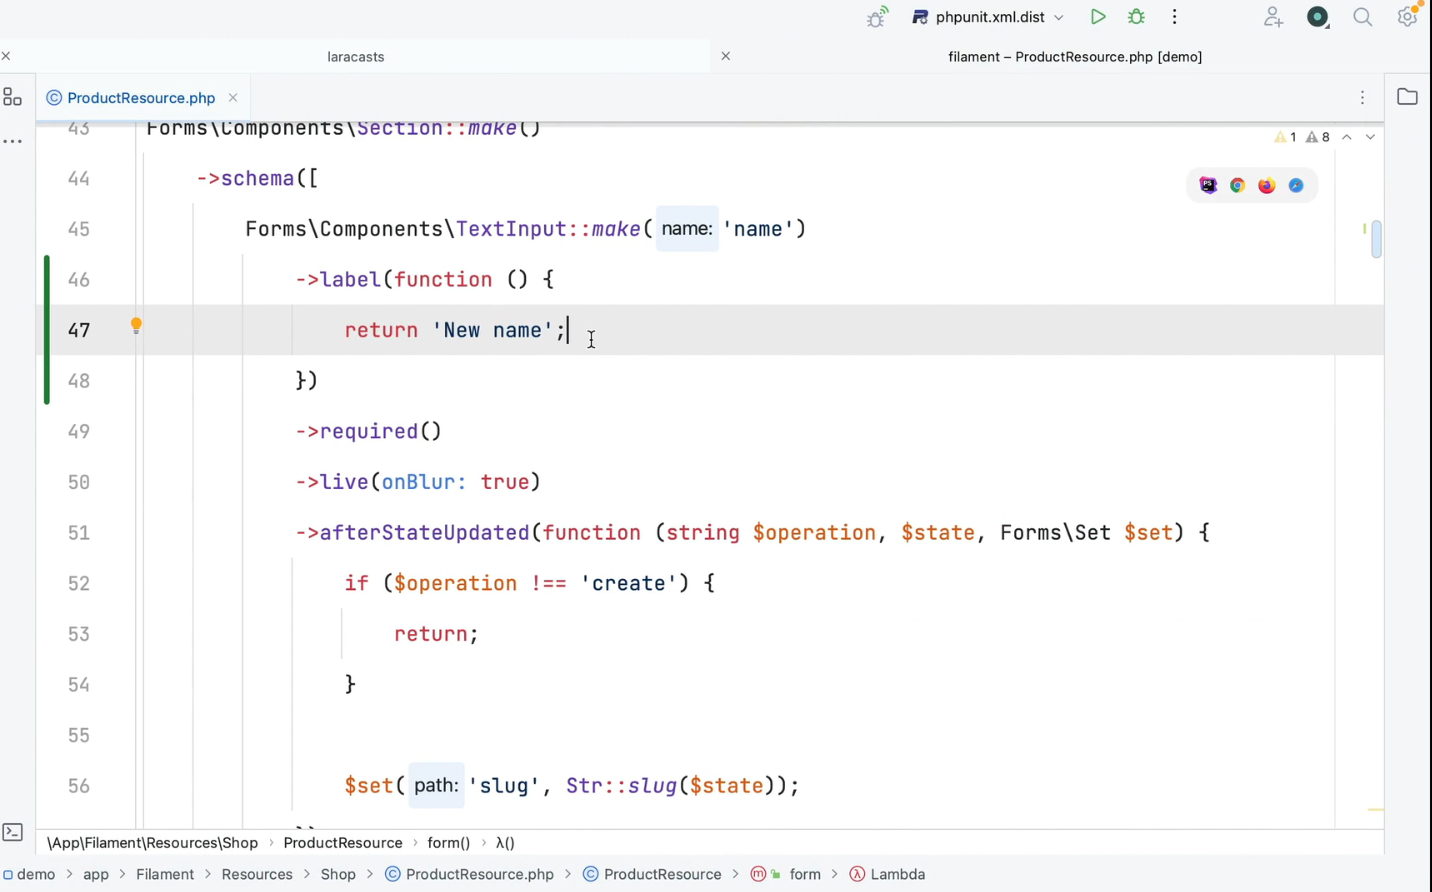 phpunit.xml.dist
laracasts
filament – ProductResource.php [demo]
ProductResource.php
1 8
43 Forms\Components\Section::make()
44 ->schema([
45 Forms\Components\TextInput::make( name: 'name')
46 ->label(function () {
47 return 'New name';
48 })
49 ->required()
50 ->live(onBlur: true)
51 ->afterStateUpdated(function (string $operation, $state, Forms\Set $set) {
52 if ($operation !== 'create') {
53 return;
54 }
55
56 $set( path: 'slug', Str::slug($state));
\App\Filament\Resources\Shop › ProductResource › form() › λ()
demo › app › Filament › Resources › Shop › ProductResource.php › ProductResource › form › Lambda